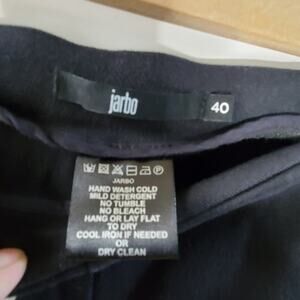 jarbo
40
JARBO
HAND WASH COLD
MILD DETERGENT
NO TUMBLE
NO BLEACH
HANG OR LAY FLAT
TO DRY
COOL IRON IF NEEDED
OR
DRY CLEAN